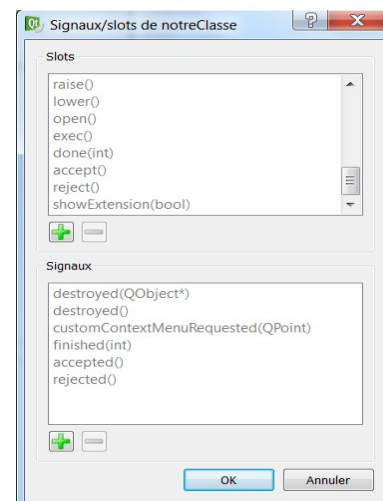 Signaux/slots de notreClasse
Slots
raise()
lower()
open()
exec()
done(int)
accept()
reject()
showExtension(bool)
Signaux
destroyed(QObject*)
destroyed()
customContextMenuRequested(QPoint)
finished(int)
accepted()
rejected()
OK Annuler